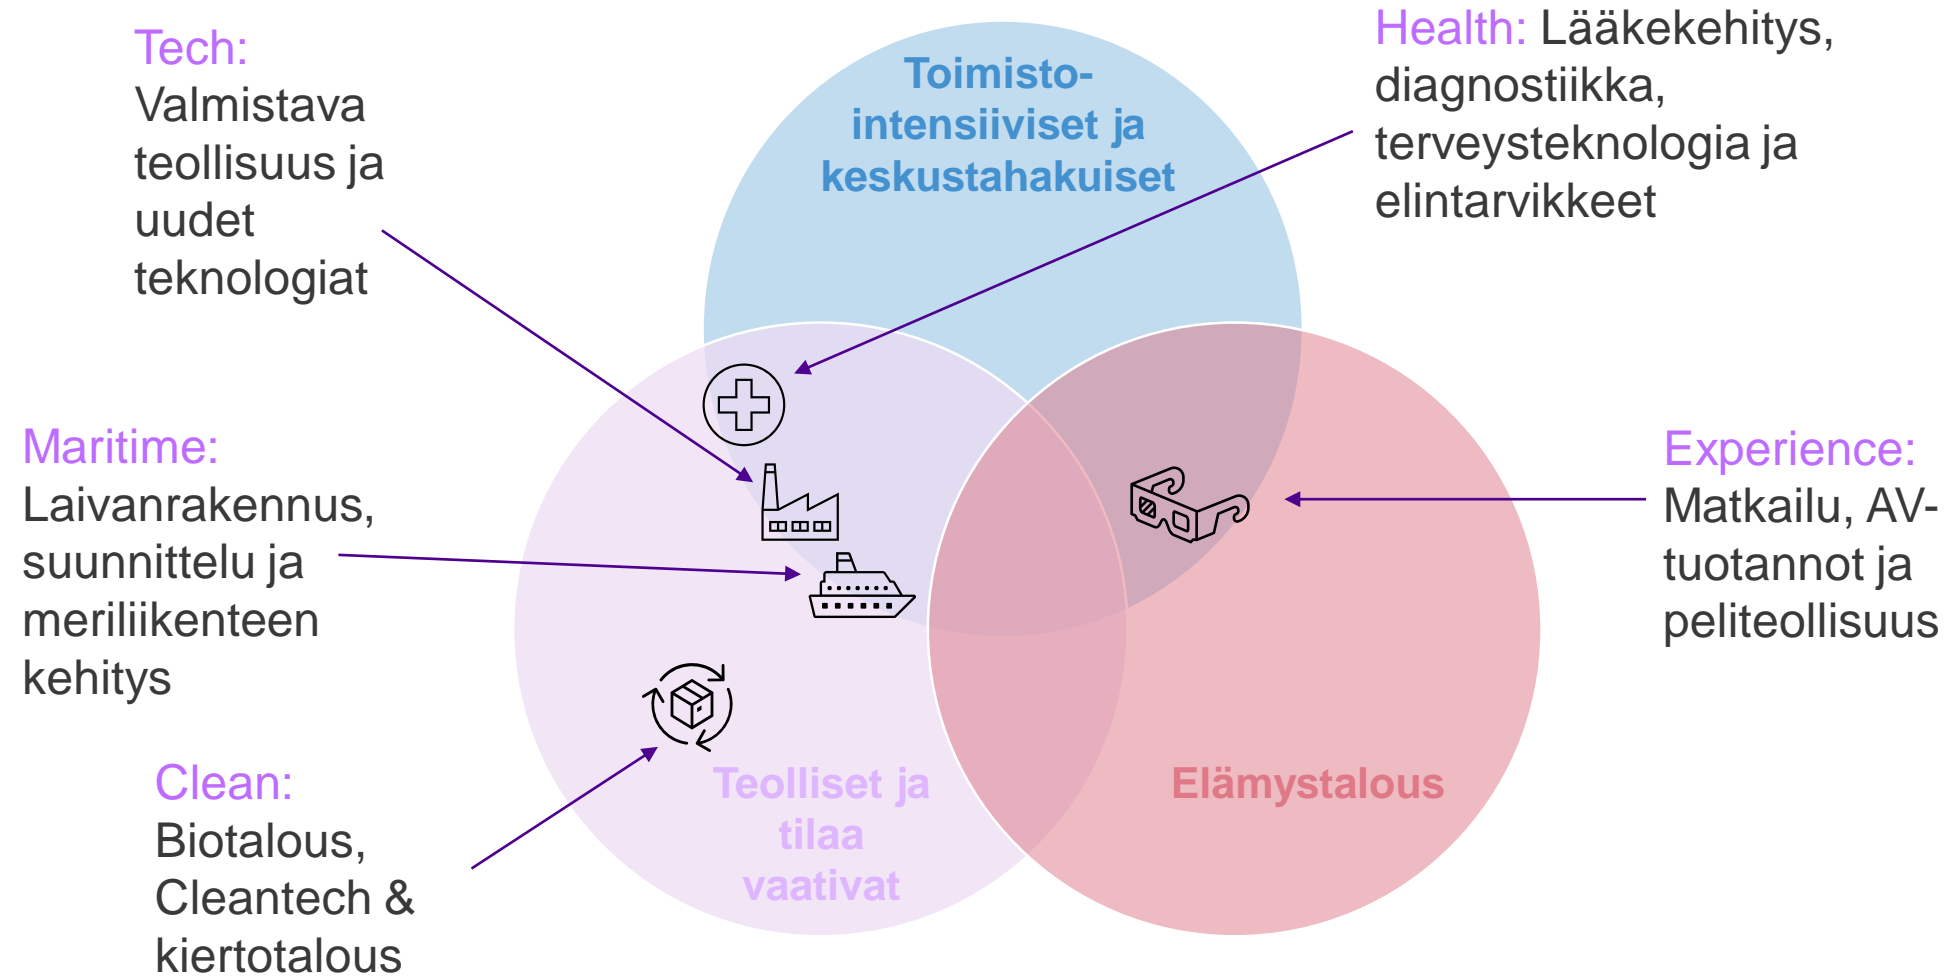 Tech:
Valmistava
teollisuus ja
uudet
teknologiat
Toimisto-
intensiiviset ja
keskustahakuiset
Health: Lääkekehitys,
diagnostiikka,
terveysteknologia ja
elintarvikkeet
Maritime:
Laivanrakennus,
suunnittelu ja
meriliikenteen
kehitys
Experience:
Matkailu, AV-
tuotannot ja
peliteollisuus
Clean:
Biotalous,
Cleantech &
kiertotalous
Teolliset ja
tilaa
vaativat
Elämystalous